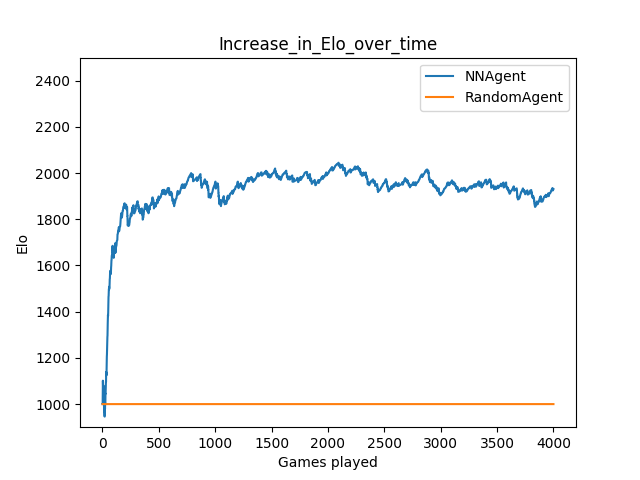 Increase_in_Elo_over_time
NNAgent
RandomAgent
2400
2200
2000
1800
1600
1400
1200
1000
Elo
0 500 1000 1500 2000 2500 3000 3500 4000
Games played